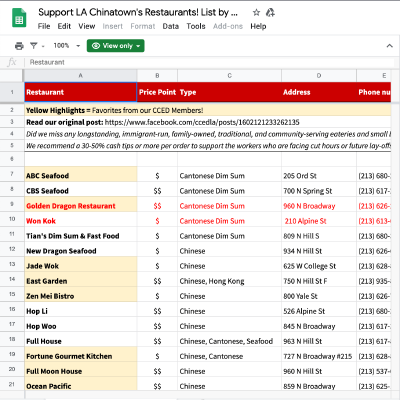 Support LA Chinatown's Restaurants! List by ...
File Edit View Insert Format Data Tools Add-ons Help
100% View only
fx Restaurant
A B C D E
1 Restaurant Price Point Type Address Phone nu
2 Yellow Highlights = Favorites from our CCED Members!
3 Read our original post: https://www.facebook.com/ccedla/posts/1602121233262135
4 Did we miss any longstanding, immigrant-run, family-owned, traditional, and community-serving eateries and small b
5 We recommend a 30-50% cash tips or more per order to support the workers who are facing cut hours or future lay-offs
6
7 ABC Seafood $ Cantonese Dim Sum 205 Ord St (213) 680-
8 CBS Seafood $$ Cantonese Dim Sum 700 N Spring St (213) 617-
9 Golden Dragon Restaurant $$ Cantonese Dim Sum 960 N Broadway (213) 626-
10 Won Kok $ Cantonese Dim Sum 210 Alpine St (213) 613-
11 Tian's Dim Sum & Fast Food $ Cantonese Dim Sum 809 N Hill S (213) 680-
12 New Dragon Seafood $ Chinese 934 N Hill St (213) 626-
13 Jade Wok $ Chinese 625 W College St (213) 628-
14 East Garden $$ Chinese, Hong Kong 750 N Hill St F (213) 935-
15 Zen Mei Bistro $ Chinese 800 Yale St (213) 626-
16 Hop Li $$ Chinese 526 Alpine St (213) 680-
17 Hop Woo $$ Chinese 845 N Broadway (213) 617-
18 Full House $$ Chinese, Cantonese, Seafood 963 N Hill St (213) 617-
19 Fortune Gourmet Kitchen $ Chinese, Cantonese 727 N Broadway #215 (213) 680-
20 Full Moon House $$ Chinese 960 N Hill St (213) 537-
21 Ocean Pacific $$ Chinese 859 N Broadway (213) 625-